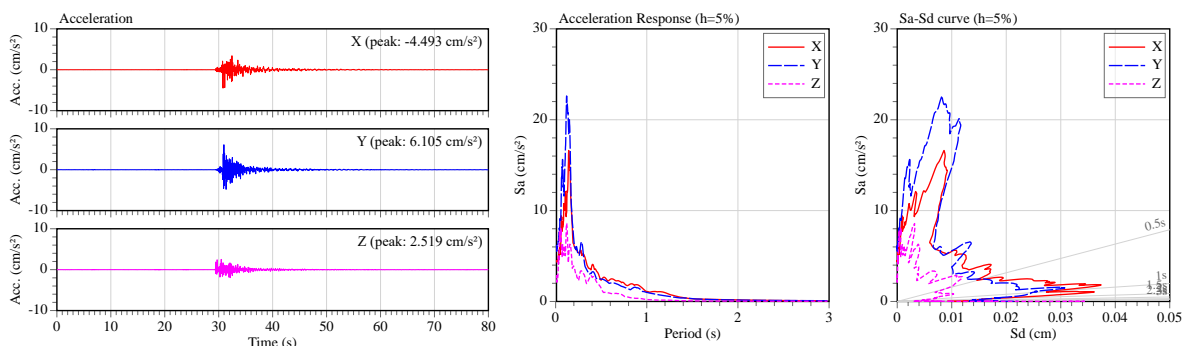 Acceleration
10
0
-10
Acc. (cm/s²)
X (peak: -4.493 cm/s²)
10
0
-10
Acc. (cm/s²)
Y (peak: 6.105 cm/s²)
10
0
-10
Acc. (cm/s²)
Z (peak: 2.519 cm/s²)
0 10 20 30 40 50 60 70 80
Time (s)
Acceleration Response (h=5%)
30
20
10
0
Sa (cm/s²)
X
Y
Z
0 1 2 3
Period (s)
Sa-Sd curve (h=5%)
30
20
10
0
Sa (cm/s²)
X
Y
Z
0.5s
1s
1.5s
0 0.01 0.02 0.03 0.04 0.05
Sd (cm)